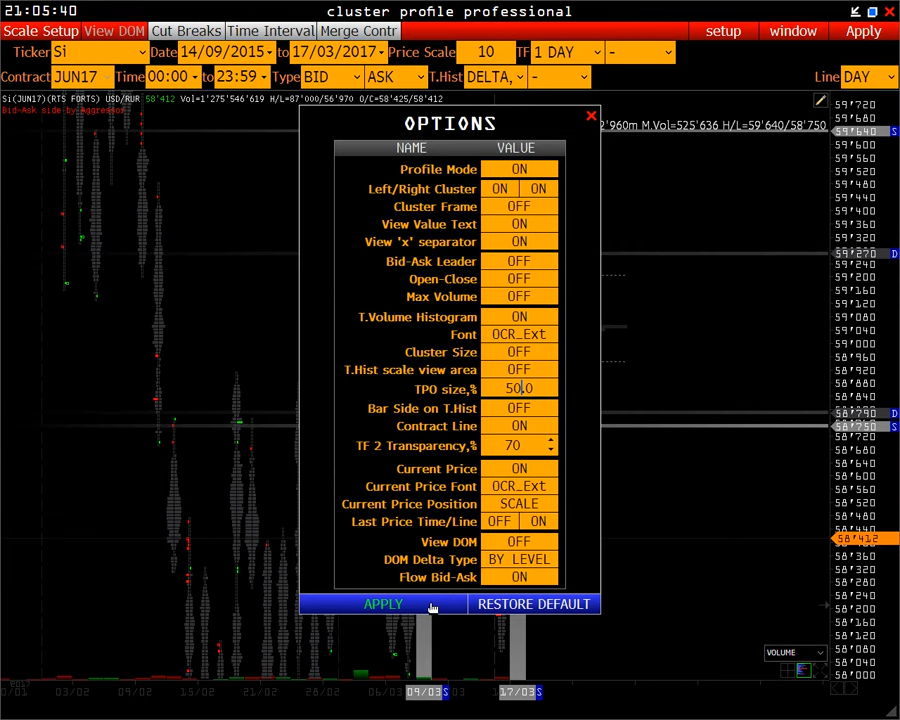 21:05:40
cluster profile professional
Scale Setup View DOM Cut Breaks Time Interval Merge Contr setup window Apply
Ticker Si Date 14/09/2015 to 17/03/2017 Price Scale 10 TF 1 DAY -
Contract JUN17 Time 00:00 to 23:59 Type BID ASK T.Hist DELTA, - Line DAY
Si(JUN17)(RTS FORTS) USD/RUR 58'412 Vol=1'275'546'619 H/L=87'000/56'970 O/C=58'425/58'412
Bid-Ask side by Aggressor
2'960m M.Vol=525'636 H/L=59'640/58'750
OPTIONS
NAME VALUE
Profile Mode ON
Left/Right Cluster ON ON
Cluster Frame OFF
View Value Text ON
View 'x' separator ON
Bid-Ask Leader OFF
Open-Close OFF
Max Volume OFF
T.Volume Histogram ON
Font OCR_Ext
Cluster Size OFF
T.Hist scale view area OFF
TPO size,% 50,0
Bar Side on T.Hist OFF
Contract Line ON
TF 2 Transparency,% 70
Current Price ON
Current Price Font OCR_Ext
Current Price Position SCALE
Last Price Time/Line OFF ON
View DOM OFF
DOM Delta Type BY LEVEL
Flow Bid-Ask ON
APPLY RESTORE DEFAULT
59'720
59'680
59'640 S
59'600
59'560
59'520
59'480
59'440
59'400
59'360
59'320
59'270 D
59'240
59'200
59'160
59'120
59'080
59'040
59'000
58'960
58'920
58'880
58'840
58'790 D
58'750 S
58'720
58'680
58'640
58'600
58'560
58'520
58'480
58'440
58'412
58'360
58'320
58'280
58'240
58'200
58'160
58'120
58'080
58'040
58'000
VOLUME
2017
03/02 09/02 15/02 21/02 28/02 06/03 09/03 S 17/03 S